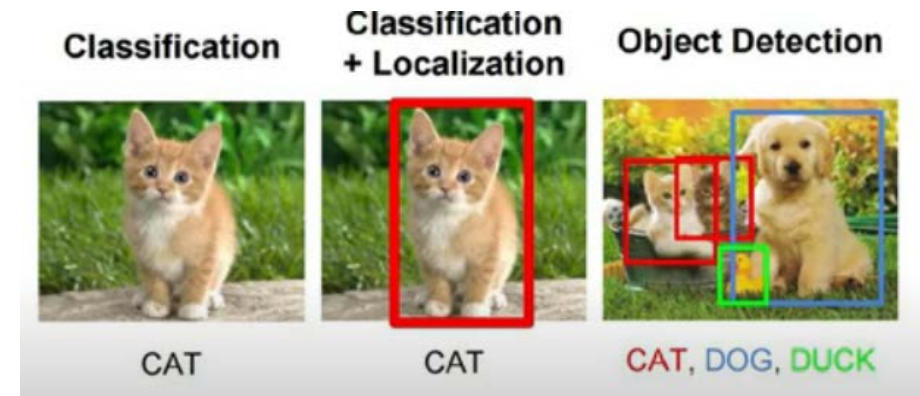 Classification
Classification
+ Localization
Object Detection
CAT
CAT
CAT, DOG, DUCK